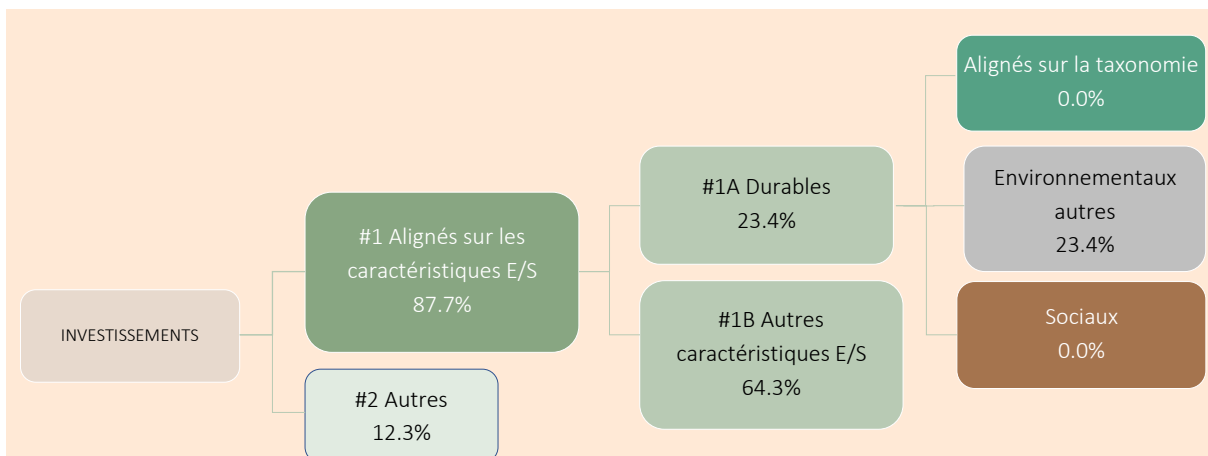 INVESTISSEMENTS
#1 Alignés sur les
caractéristiques E/S
87.7%
#2 Autres
12.3%
#1A Durables
23.4%
#1B Autres
caractéristiques E/S
64.3%
Alignés sur la taxonomie
0.0%
Environnementaux
autres
23.4%
Sociaux
0.0%